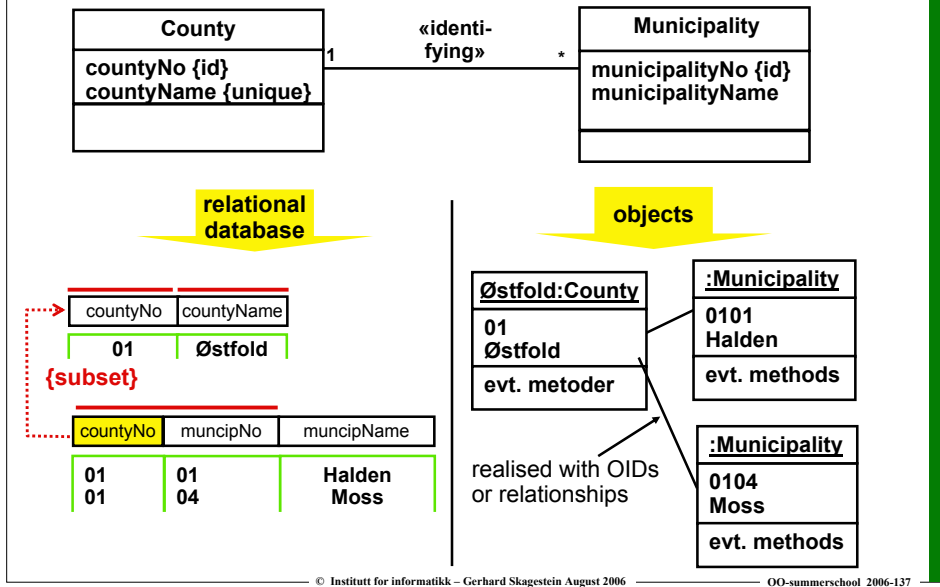 County
countyNo {id}
countyName {unique}
1
«identi-
fying»
*
Municipality
municipalityNo {id}
municipalityName
relational
database
countyNo countyName
01 Østfold
{subset}
countyNo muncipNo muncipName
01 01 Halden
01 04 Moss
objects
Østfold:County
01
Østfold
evt. metoder
:Municipality
0101
Halden
evt. methods
realised with OIDs
or relationships
:Municipality
0104
Moss
evt. methods
© Institutt for informatikk – Gerhard Skagestein August 2006
OO-summerschool 2006-137